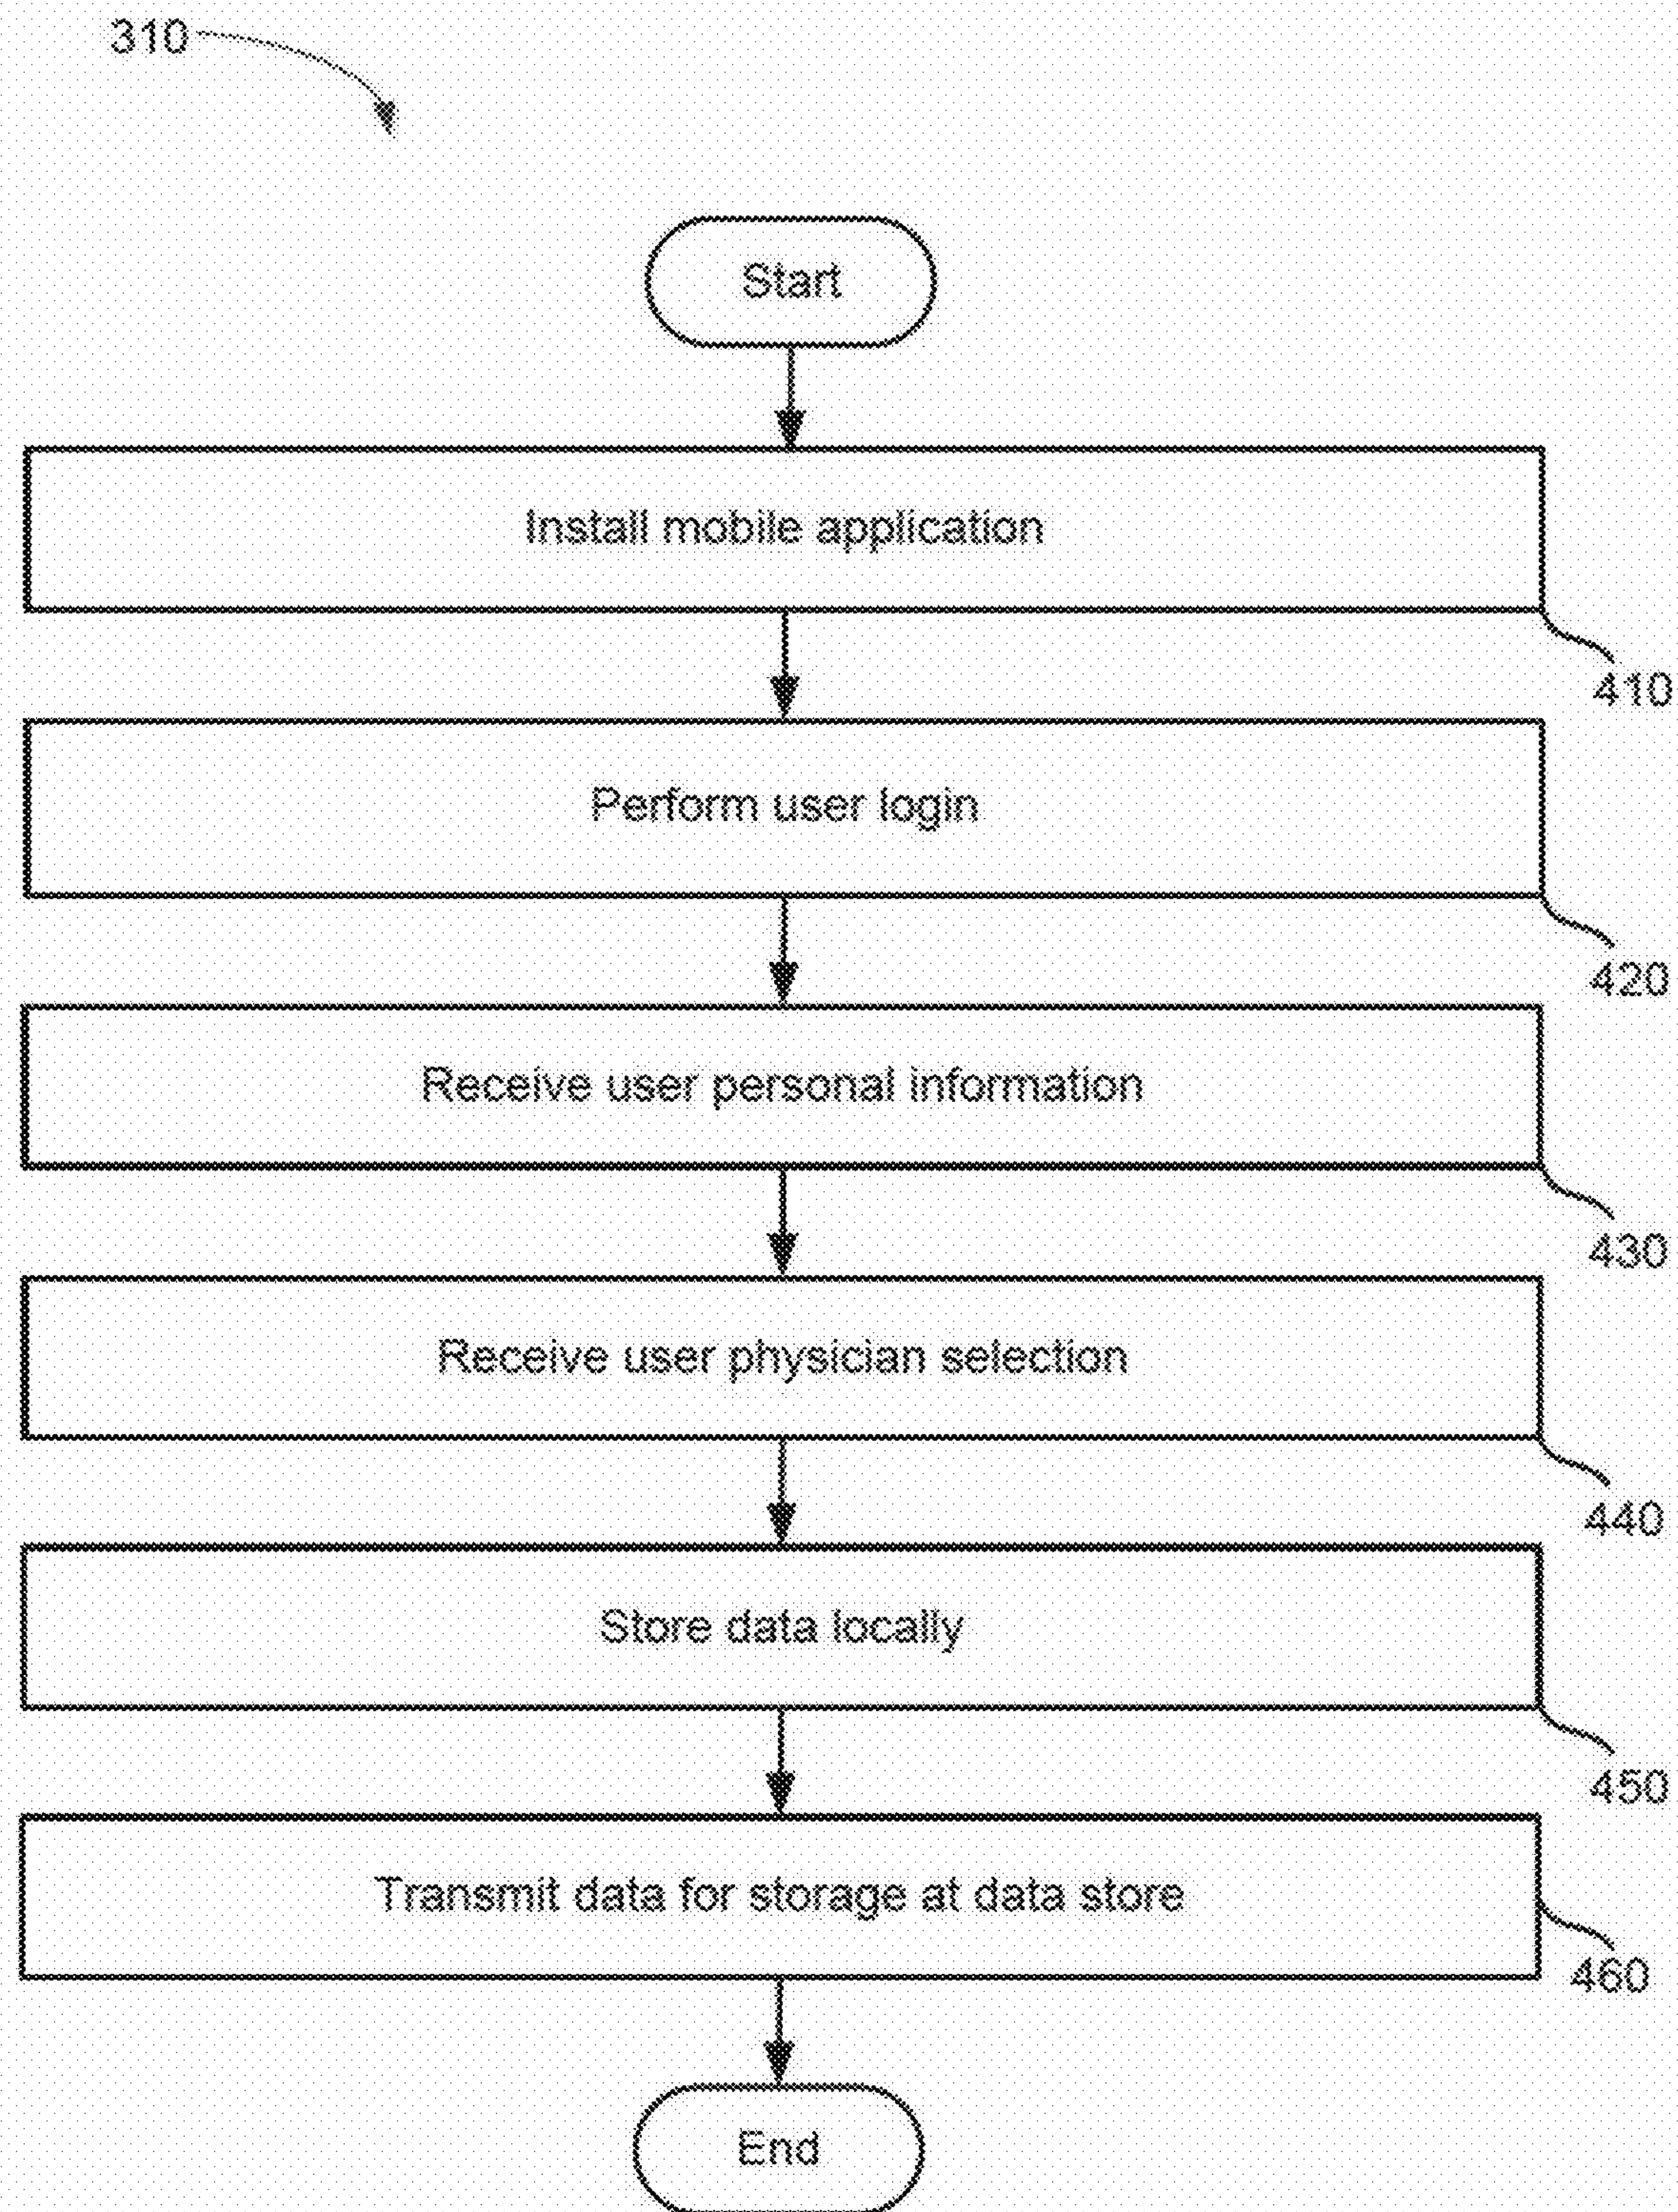 310
Start
Install mobile application
410
Perform user login
420
Receive user personal information
430
Receive user physician selection
440
Store data locally
450
Transmit data for storage at data store
460
End